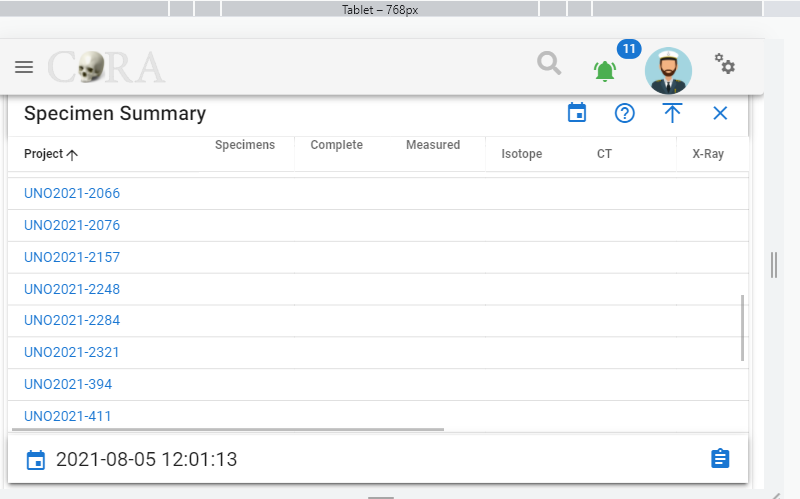 Tablet – 768px
CORA
11
Specimen Summary
Project Specimens Complete Measured Isotope CT X-Ray
UNO2021-2066
UNO2021-2076
UNO2021-2157
UNO2021-2248
UNO2021-2284
UNO2021-2321
UNO2021-394
UNO2021-411
2021-08-05 12:01:13